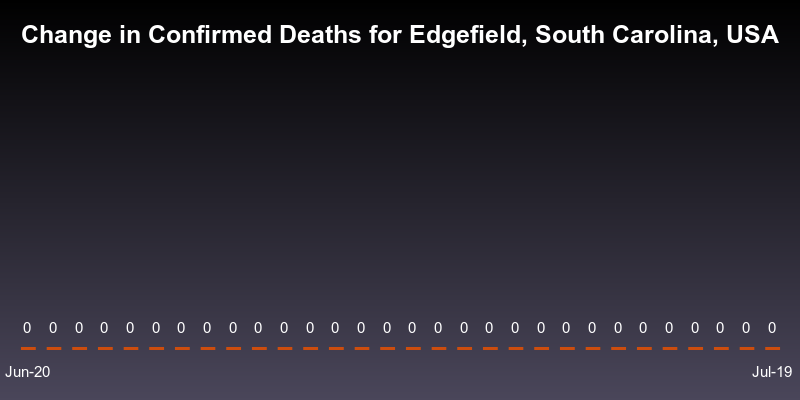 Change in Confirmed Deaths for Edgefield, South Carolina, USA
0 0 0 0 0 0 0 0 0 0 0 0 0 0 0 0 0 0 0 0 0 0 0 0 0 0 0 0 0 0
Jun-20 Jul-19